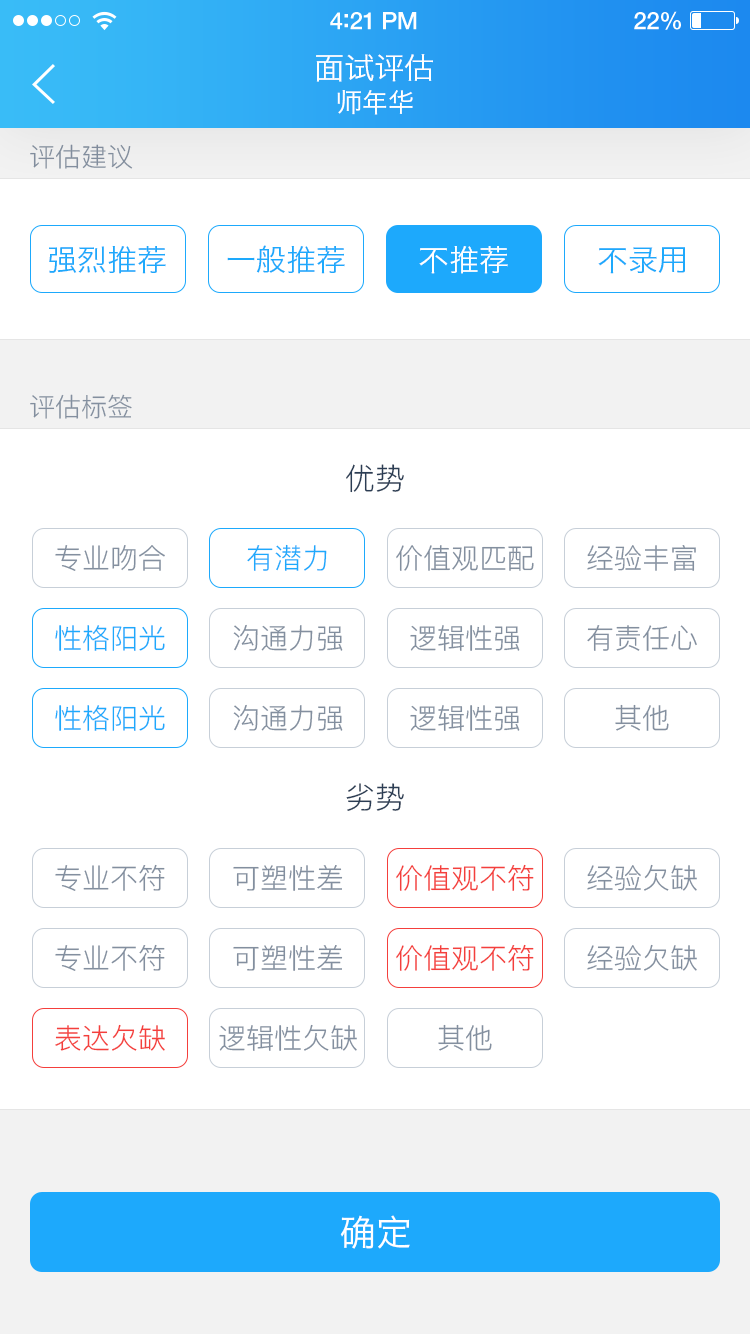 4:21 PM 22%
面试评估
师年华
评估建议
强烈推荐 一般推荐 不推荐 不录用
评估标签
优势
专业吻合 有潜力 价值观匹配 经验丰富
性格阳光 沟通力强 逻辑性强 有责任心
性格阳光 沟通力强 逻辑性强 其他
劣势
专业不符 可塑性差 价值观不符 经验欠缺
专业不符 可塑性差 价值观不符 经验欠缺
表达欠缺 逻辑性欠缺 其他
确定